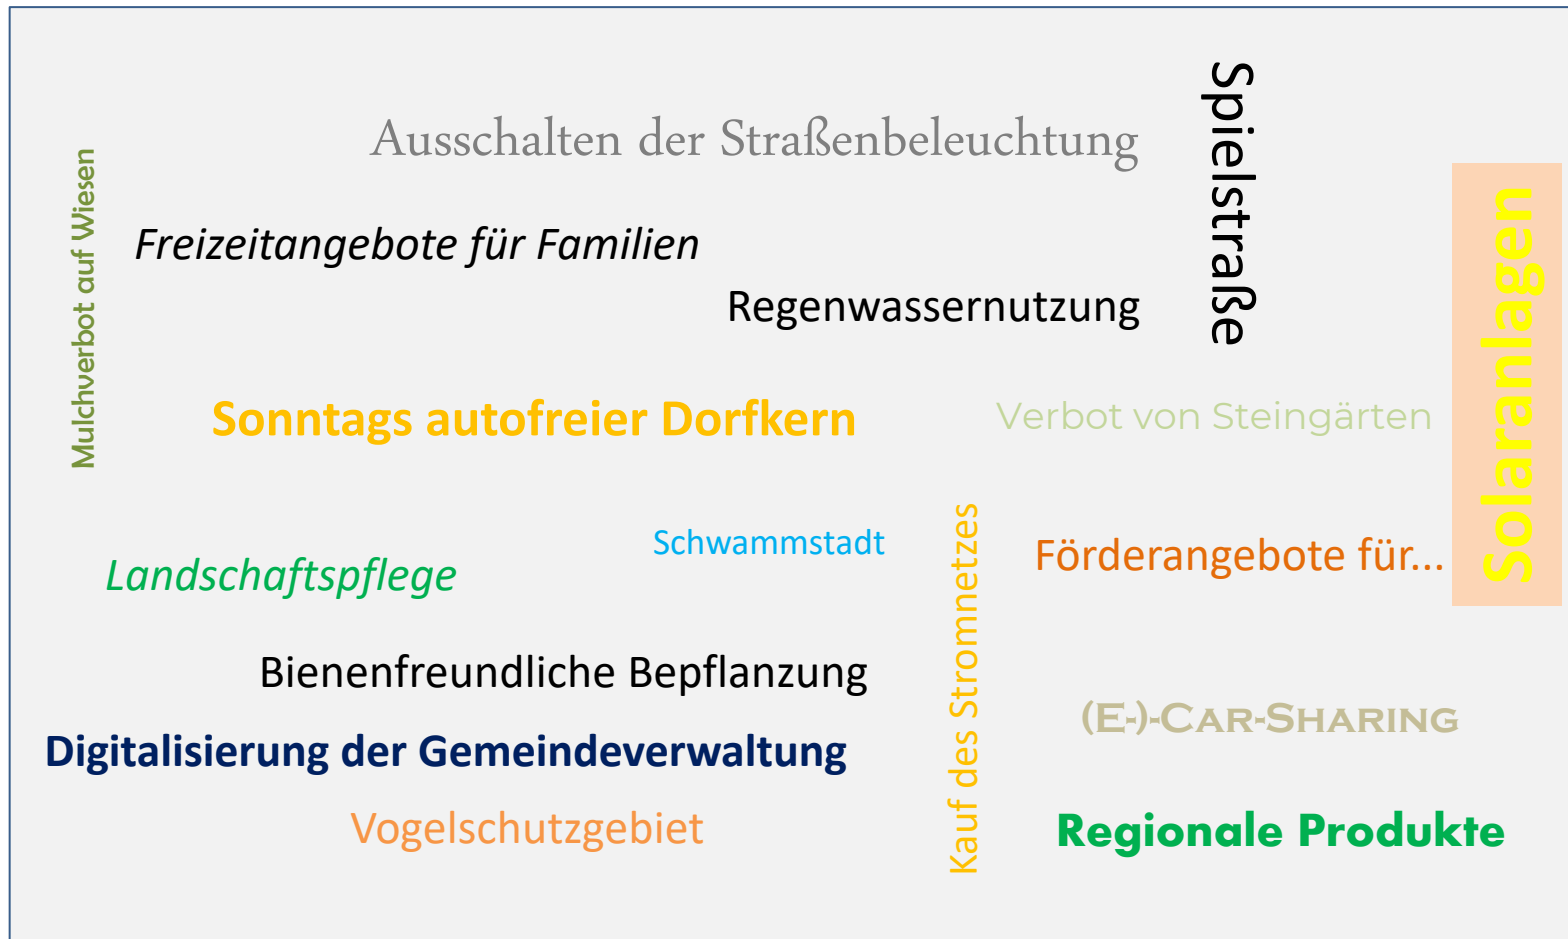 Spielstraße
Ausschalten der Straßenbeleuchtung
Mulchverbot auf Wiesen
Freizeitangebote für Familien
Solaranlagen
Regenwassernutzung
Sonntags autofreier Dorfkern
Verbot von Steingärten
Schwammstadt
Förderangebote für...
Landschaftspflege
Kauf des Stromnetzes
Bienenfreundliche Bepflanzung
(E-)-Car-Sharing
Digitalisierung der Gemeindeverwaltung
Vogelschutzgebiet
Regionale Produkte